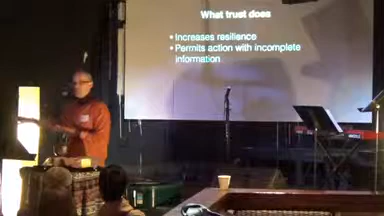 What trust does
• Increases resilience
• Permits action with incomplete
information